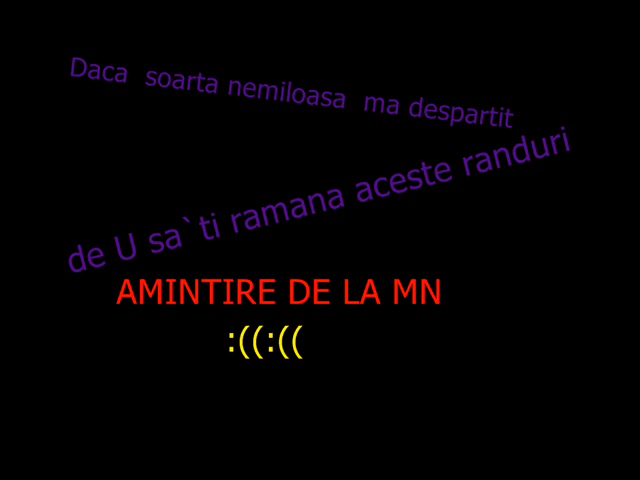 Daca soarta nemiloasa ma despartit
de U sa`ti ramana aceste randuri
AMINTIRE DE LA MN
:((:((